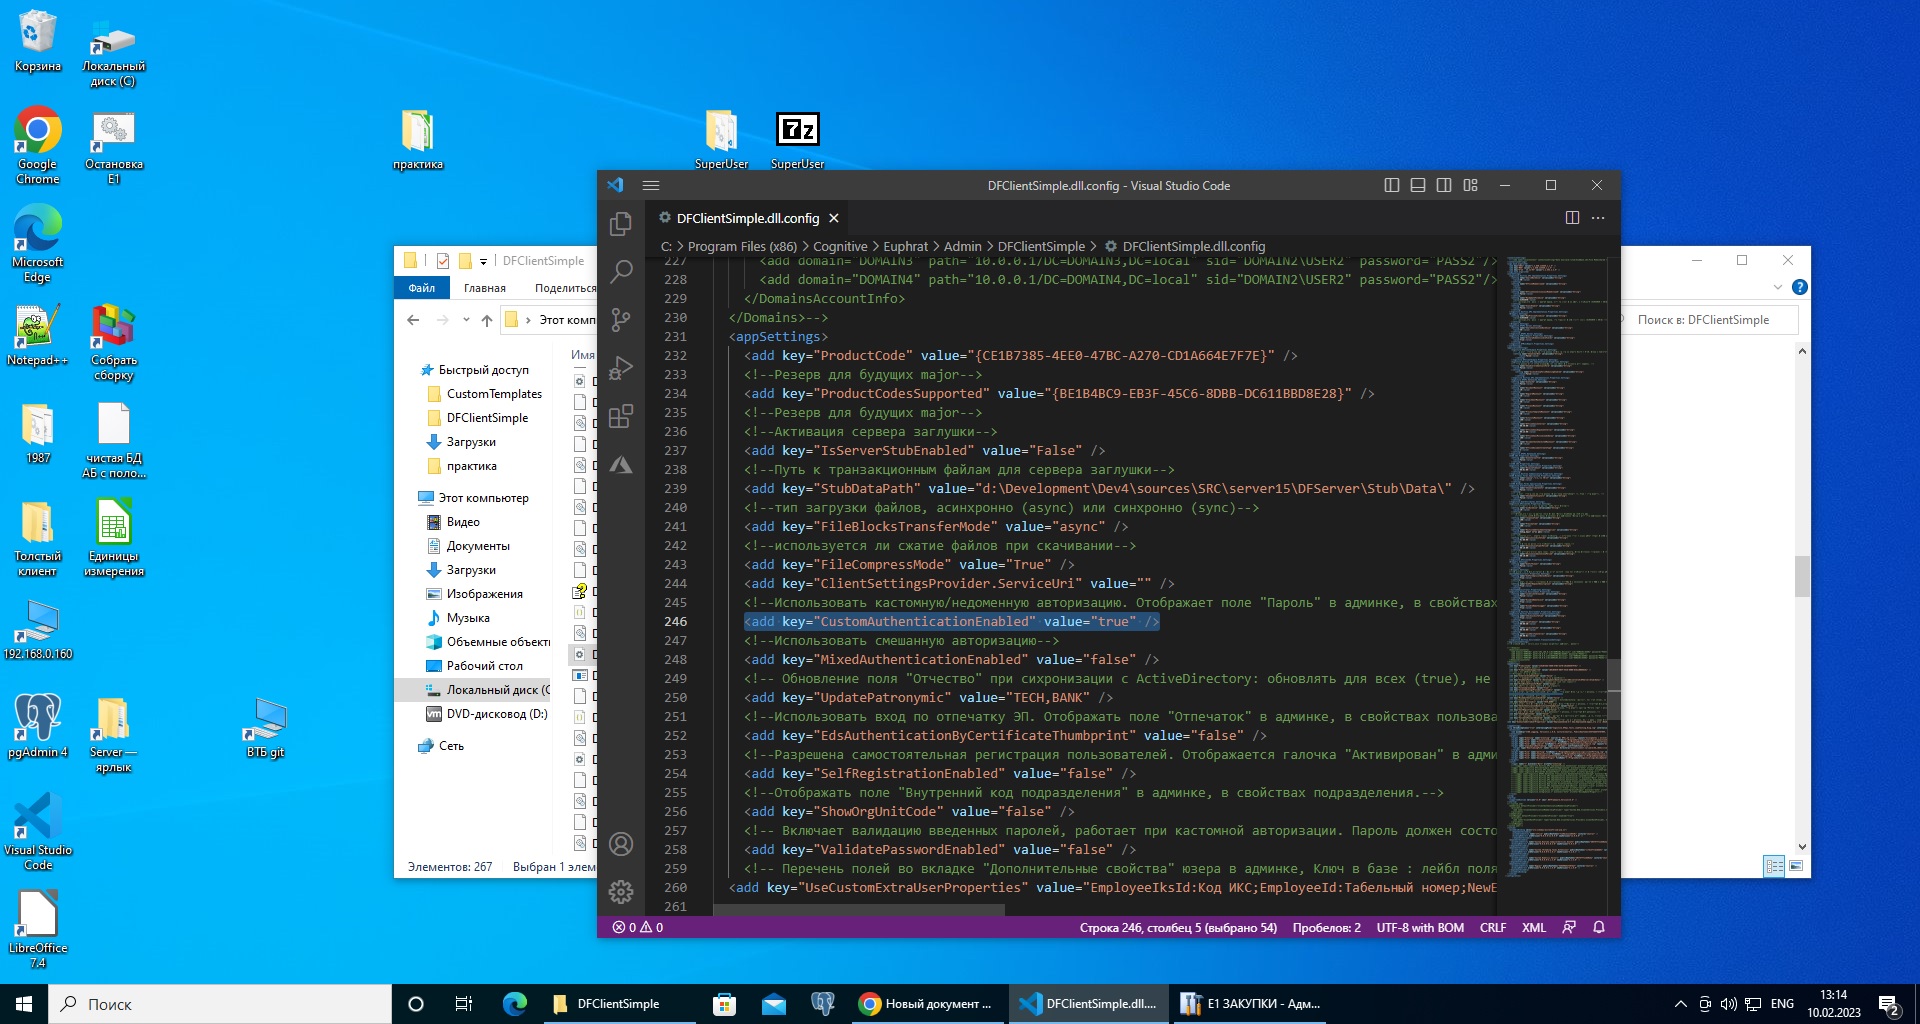 Корзина
Локальный
диск (C)
Google
Chrome
Остановка
E1
практика
SuperUser
SuperUser
Microsoft
Edge
Notepad++
Собрать
сборку
1987
чистая БД
АБ с поло...
Толстый
клиент
Единицы
измерения
192.168.0.160
pgAdmin 4
Server —
ярлык
ВТБ git
Visual Studio
Code
LibreOffice
7.4
DFClientSimple
Файл
Главная
Поделиться
Этот комп
Имя
Быстрый доступ
CustomTemplates
DFClientSimple
Загрузки
практика
Этот компьютер
Видео
Документы
Загрузки
Изображения
Музыка
Объемные объекты
Рабочий стол
Локальный диск (C
DVD-дисковод (D:)
Сеть
Элементов: 267
Выбран 1 элем
Поиск в: DFClientSimple
DFClientSimple.dll.config - Visual Studio Code
DFClientSimple.dll.config
C: > Program Files (x86) > Cognitive > Euphrat > Admin > DFClientSimple > DFClientSimple.dll.config
227 <add domain="DOMAIN3" path="10.0.0.1/DC=DOMAIN3,DC=local" sid="DOMAIN2\USER2" password="PASS2"/>
228 <add domain="DOMAIN4" path="10.0.0.1/DC=DOMAIN4,DC=local" sid="DOMAIN2\USER2" password="PASS2"/>
229 </DomainsAccountInfo>
230 </Domains>-->
231 <appSettings>
232 <add key="ProductCode" value="{CE1B7385-4EE0-47BC-A270-CD1A664E7F7E}" />
233 <!--Резерв для будущих major-->
234 <add key="ProductCodesSupported" value="{BE1B4BC9-EB3F-45C6-8DBB-DC611BBD8E28}" />
235 <!--Резерв для будущих major-->
236 <!--Активация сервера заглушки-->
237 <add key="IsServerStubEnabled" value="False" />
238 <!--Путь к транзакционным файлам для сервера заглушки-->
239 <add key="StubDataPath" value="d:\Development\Dev4\sources\SRC\server15\DFServer\Stub\Data\" />
240 <!--тип загрузки файлов, асинхронно (async) или синхронно (sync)-->
241 <add key="FileBlocksTransferMode" value="async" />
242 <!--используется ли сжатие файлов при скачивании-->
243 <add key="FileCompressMode" value="True" />
244 <add key="ClientSettingsProvider.ServiceUri" value="" />
245 <!--Использовать кастомную/недоменную авторизацию. Отображает поле "Пароль" в админке, в свойствах
246 <add key="CustomAuthenticationEnabled" value="true" />
247 <!--Использовать смешанную авторизацию-->
248 <add key="MixedAuthenticationEnabled" value="false" />
249 <!-- Обновление поля "Отчество" при сихронизации с ActiveDirectory: обновлять для всех (true), не
250 <add key="UpdatePatronymic" value="TECH,BANK" />
251 <!--Использовать вход по отпечатку ЭП. Отображать поле "Отпечаток" в админке, в свойствах пользова
252 <add key="EdsAuthenticationByCertificateThumbprint" value="false" />
253 <!--Разрешена самостоятельная регистрация пользователей. Отображается галочка "Активирован" в адми
254 <add key="SelfRegistrationEnabled" value="false" />
255 <!--Отображать поле "Внутренний код подразделения" в админке, в свойствах подразделения.-->
256 <add key="ShowOrgUnitCode" value="false" />
257 <!-- Включает валидацию введенных паролей, работает при кастомной авторизации. Пароль должен состо
258 <add key="ValidatePasswordEnabled" value="false" />
259 <!-- Перечень полей во вкладке "Дополнительные свойства" юзера в админке, Ключ в базе : лейбл поля
260 <add key="UseCustomExtraUserProperties" value="EmployeeIksId:Код ИКС;EmployeeId:Табельный номер;NewE
261
0 0
Строка 246, столбец 5 (выбрано 54)
Пробелов: 2
UTF-8 with BOM
CRLF
XML
Поиск
DFClientSimple
Новый документ ...
DFClientSimple.dll....
Е1 ЗАКУПКИ - Адм...
ENG
13:14
10.02.2023
2